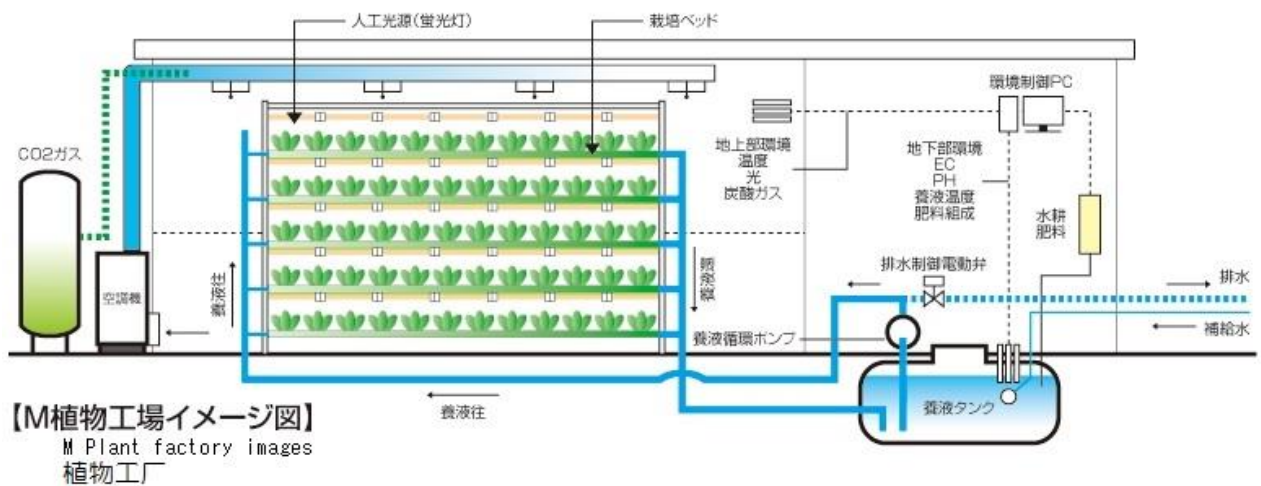 人工光源(蛍光灯)
栽培ベッド
環境制御PC
CO2ガス
地上部環境
温度
光
炭酸ガス
地下部環境
EC
PH
養液温度
肥料組成
水耕
肥料
空調機
養液往
養液還
排水制御電動弁
排水
養液循環ポンプ
補給水
養液タンク
養液往
【M植物工場イメージ図】
M Plant factory images
植物工厂